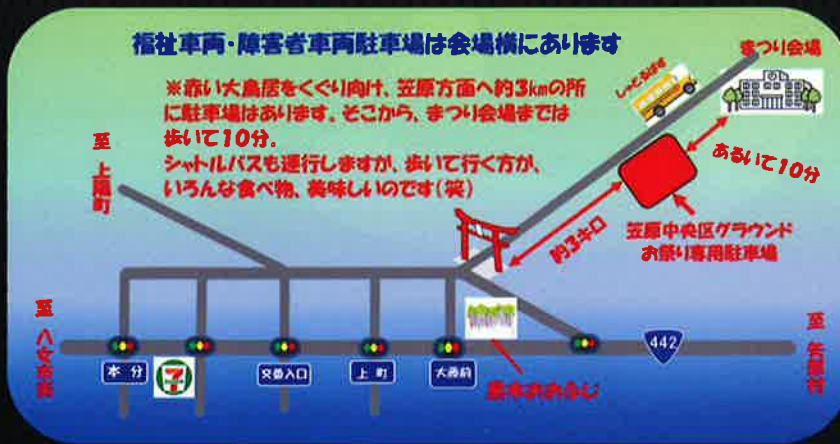 福祉車両・障害者車両駐車場は会場横にあります
まつり会場
※赤い大鳥居をくぐり向け、笠原方面へ約3kmの所
に駐車場はあります。そこから、まつり会場までは
歩いて10分。
シャトルバスも運行しますが、歩いて行く方が、
いろんな食べ物、美味しいのです(笑)
しゃとるばす
あるいて10分
至 上陽町
約3キロ
笠原中央区グラウンド
お祭り専用駐車場
至 八女市街
本分
7
交番入口
上町
大藤前
442
至 矢部村
黒木おおふじ